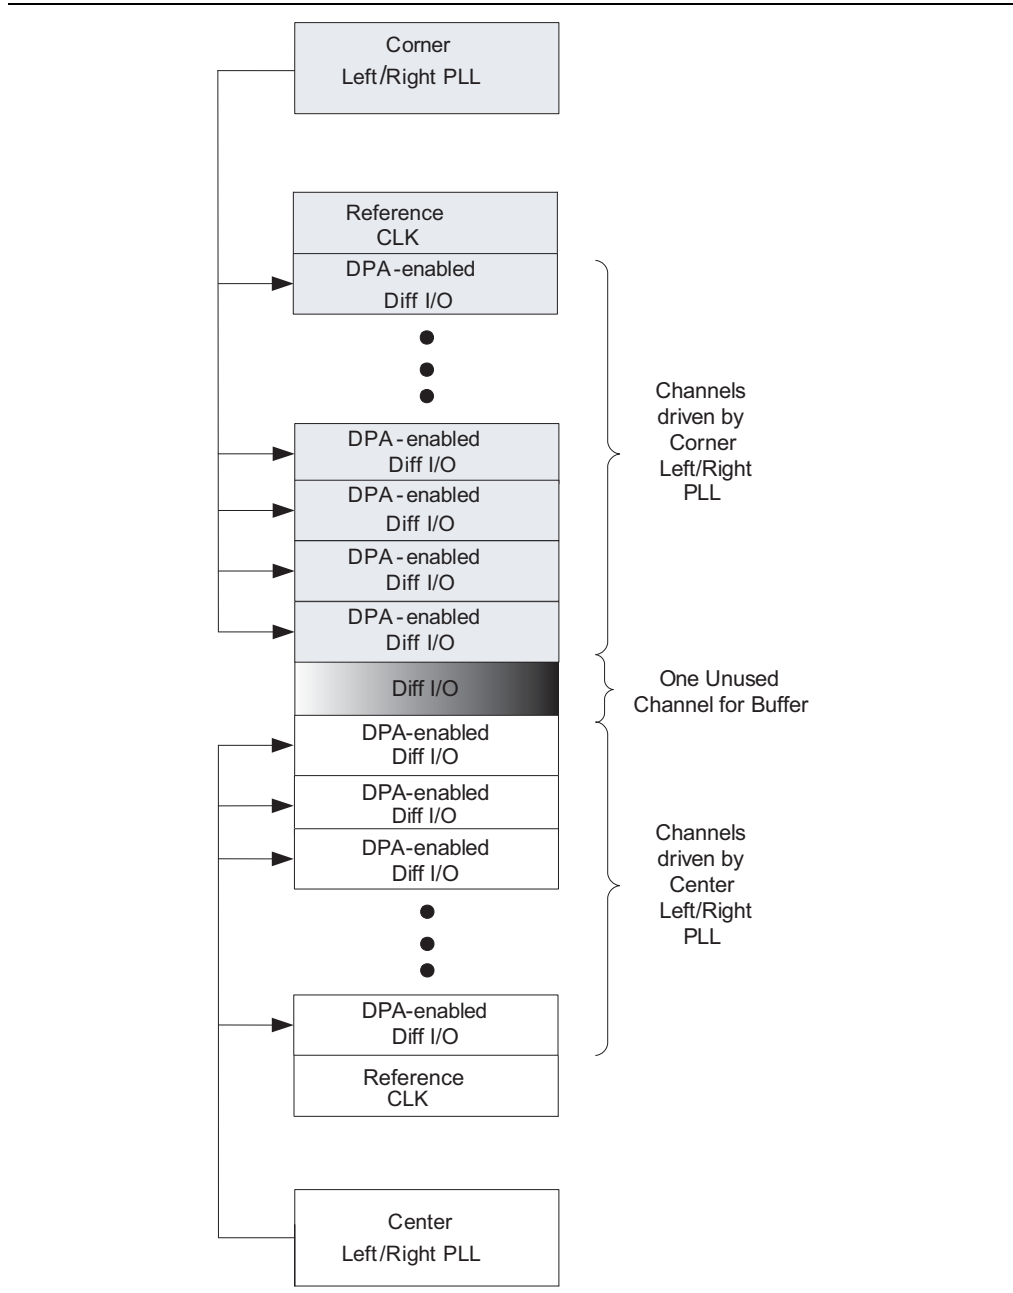 Corner
Left/Right PLL
Reference
CLK
DPA-enabled
Diff I/O
DPA-enabled
Diff I/O
DPA-enabled
Diff I/O
DPA-enabled
Diff I/O
DPA-enabled
Diff I/O
Channels
driven by
Corner
Left/Right
PLL
Diff I/O
One Unused
Channel for Buffer
DPA-enabled
Diff I/O
DPA-enabled
Diff I/O
DPA-enabled
Diff I/O
DPA-enabled
Diff I/O
Channels
driven by
Center
Left/Right
PLL
Reference
CLK
Center
Left/Right PLL